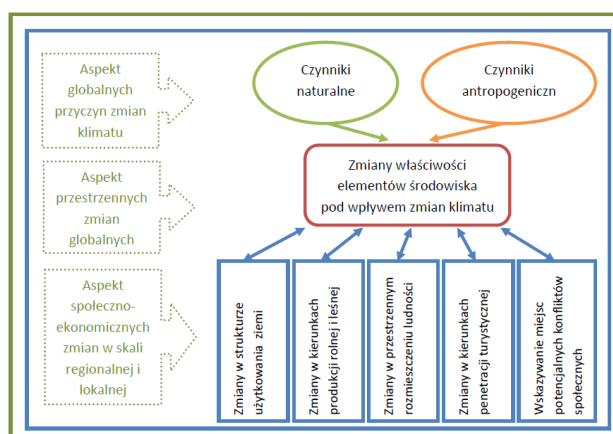 Aspekt
globalnych
przyczyn zmian
klimatu
Czynniki
naturalne
Czynniki
antropogeniczn
Aspekt
przestrzennych
zmian
globalnych
Zmiany właściwości
elementów środowiska
pod wpływem zmian klimatu
Aspekt
społeczno-
ekonomicznych
zmian w skali
regionalnej i
lokalnej
Zmiany w strukturze
użytkowania ziemi
Zmiany w kierunkach
produkcji rolnej i leśnej
Zmiany w przestrzennym
rozmieszczeniu ludności
Zmiany w kierunkach
penetracji turystycznej
Wskazywanie miejsc
potencjalnych konfliktów
społecznych